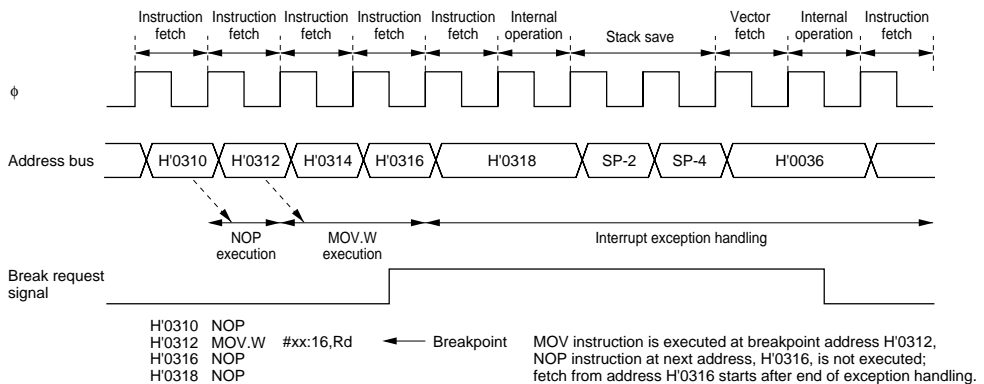 Instruction fetch
Instruction fetch
Instruction fetch
Instruction fetch
Instruction fetch
Internal operation
Stack save
Vector fetch
Internal operation
Instruction fetch
φ
Address bus
H'0310
H'0312
H'0314
H'0316
H'0318
SP-2
SP-4
H'0036
NOP execution
MOV.W execution
Interrupt exception handling
Break request signal
H'0310 NOP
H'0312 MOV.W #xx:16,Rd Breakpoint
H'0316 NOP
H'0318 NOP
MOV instruction is executed at breakpoint address H'0312,
NOP instruction at next address, H'0316, is not executed;
fetch from address H'0316 starts after end of exception handling.